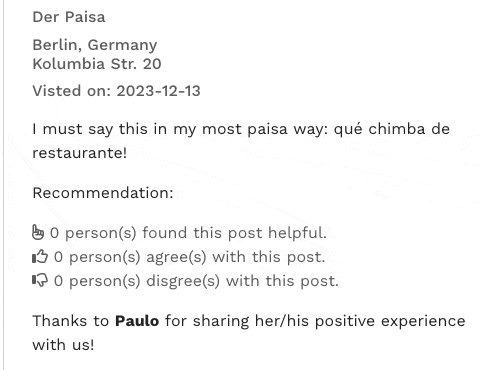 Der Paisa
Berlin, Germany
Kolumbia Str. 20
Visted on: 2023-12-13
I must say this in my most paisa way: qué chimba de
restaurante!
Recommendation:
0 person(s) found this post helpful.
0 person(s) agree(s) with this post.
0 person(s) disgree(s) with this post.
Thanks to Paulo for sharing her/his positive experience
with us!